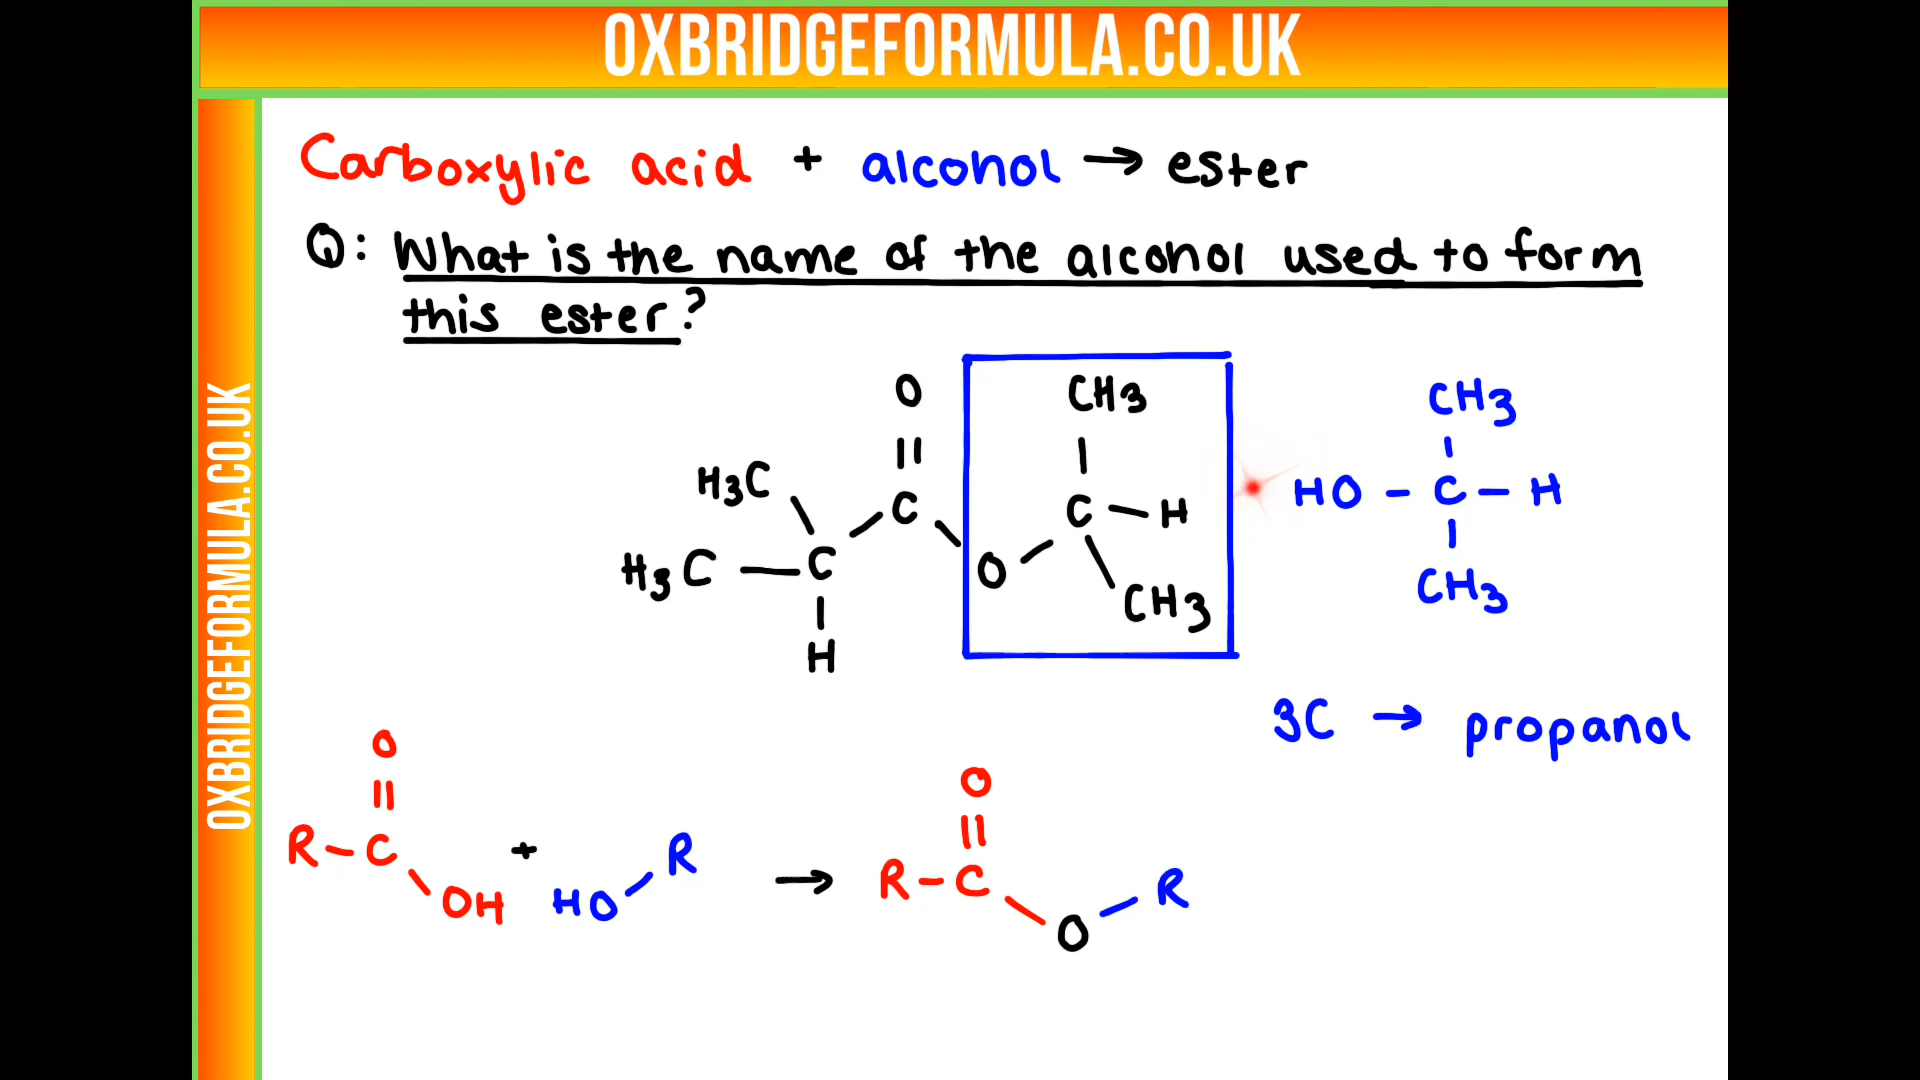 OXBRIDGEFORMULA.CO.UK
OXBRIDGEFORMULA.CO.UK
Carboxylic acid + alcohol → ester
Q: What is the name of the alcohol used to form
this ester?
O
||
CH3
|
H3C
C
C — H
H3C — C
O
CH3
|
H
CH3
|
HO – C – H
|
CH3
3C → propanol
O
||
R – C
OH
+
HO – R
→
O
||
R – C
O – R